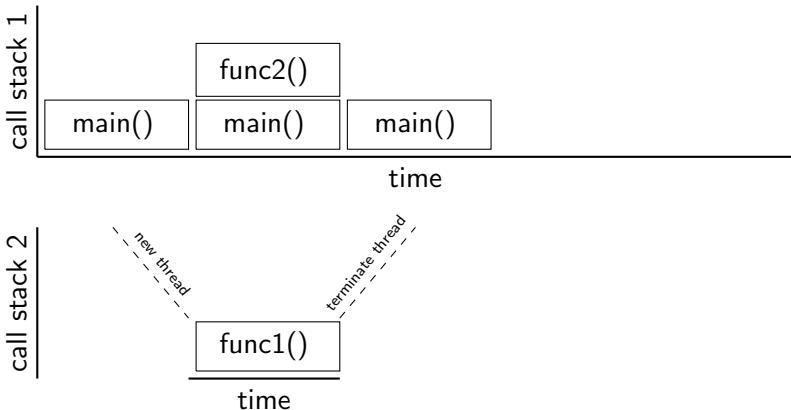 call stack 1
func2()
main()
main()
main()
time
call stack 2
new thread
terminate thread
func1()
time